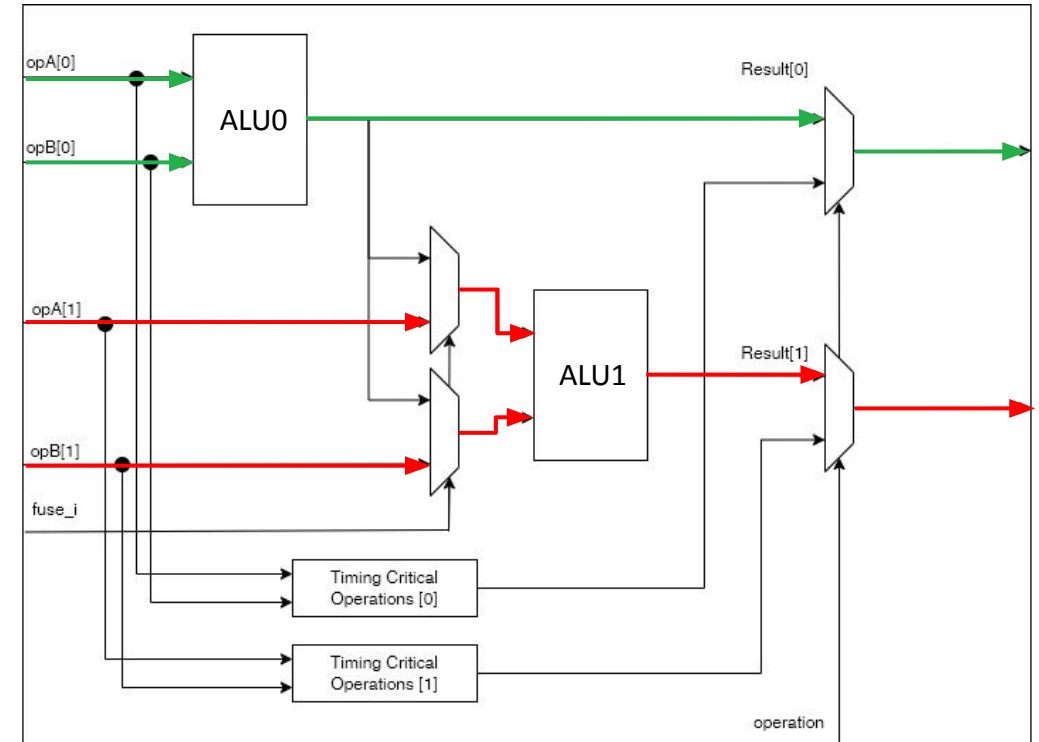 opA[0]
Result[0]
ALU0
opB[0]
opA[1]
Result[1]
ALU1
opB[1]
fuse_i
Timing Critical
Operations [0]
Timing Critical
Operations [1]
operation